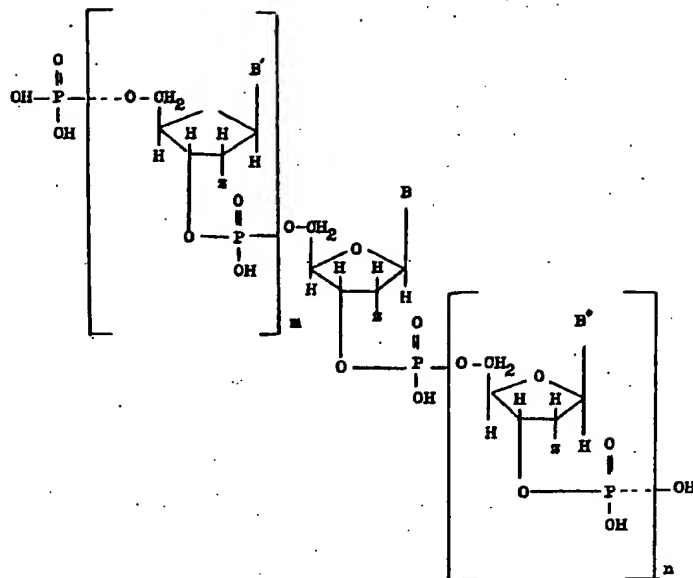 O
B'
OH–P---O–CH2
OH H H
H H
z
O B
O–P O–CH2
OH O
H H
H H
z
m O B'
O P–O–CH2
OH O
H H
H z H O
O P---OH
OH
n